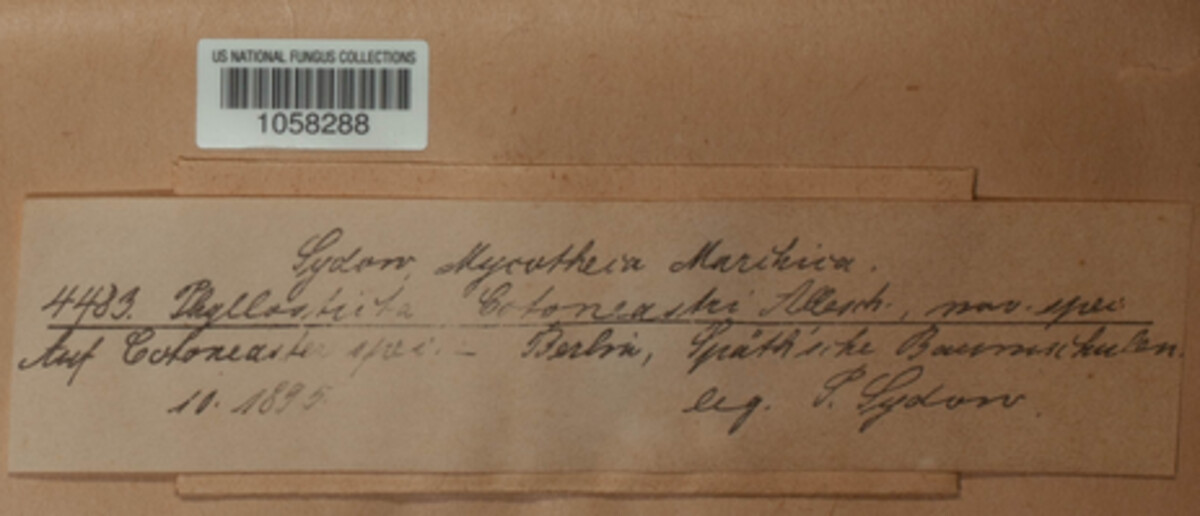 US NATIONAL FUNGUS COLLECTIONS
1058288
Sydow, Mycotheca Marchica.
4483. Phyllosticta Cotoneastri Allesch., nov. spec.
Auf Cotoneaster spec. – Berlin, Späth'sche Baumschulen.
10. 1895 leg. P. Sydow.